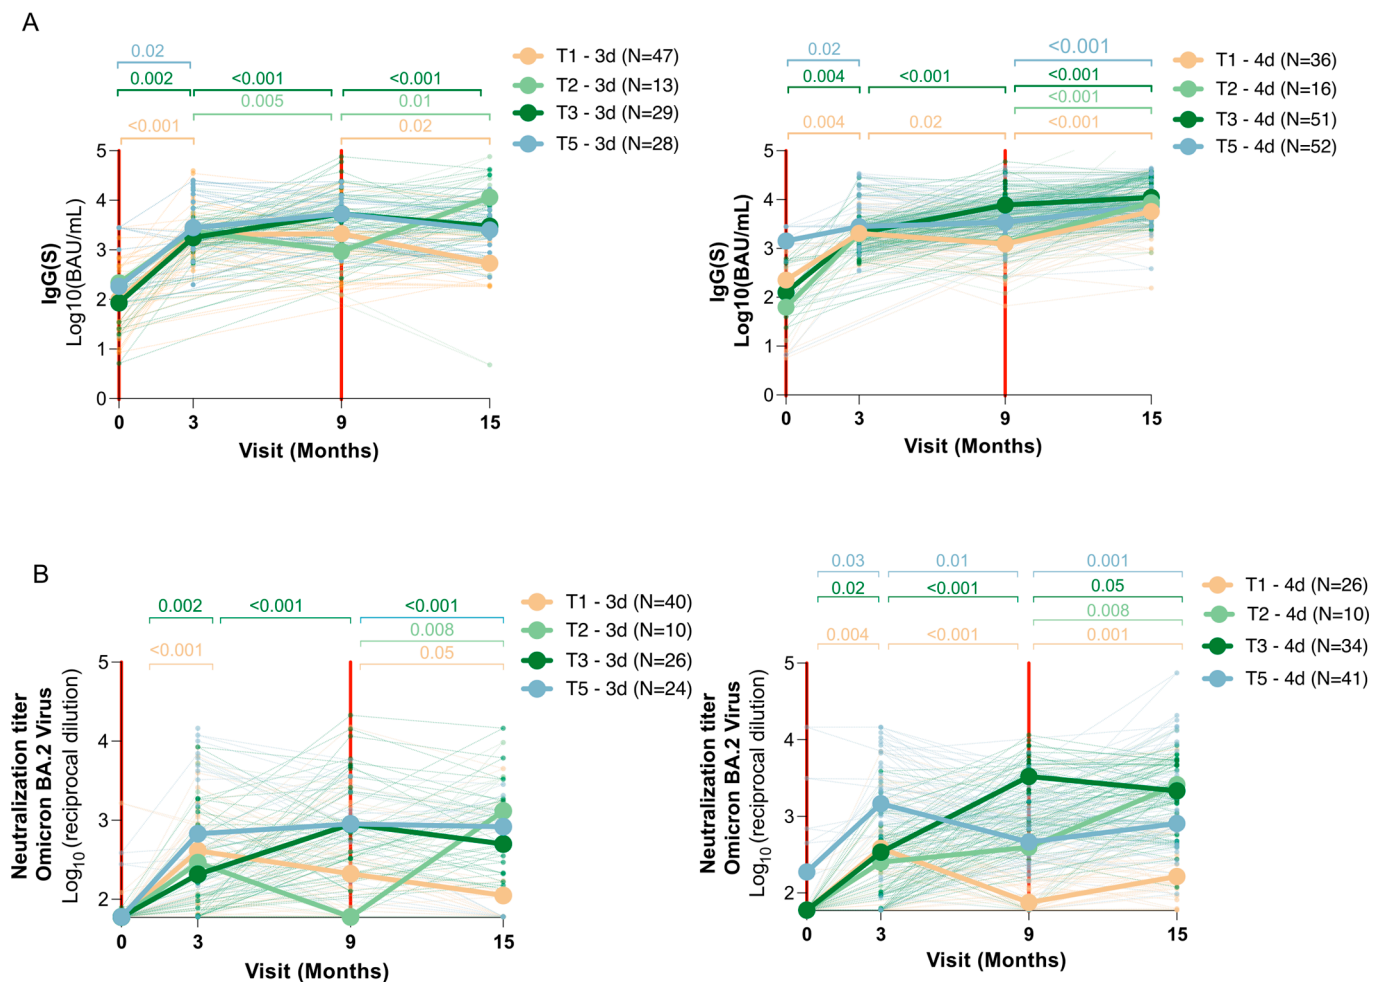 A
0.02
0.002 <0.001 <0.001
0.005 0.01
<0.001 0.02
T1 - 3d (N=47)
T2 - 3d (N=13)
T3 - 3d (N=29)
T5 - 3d (N=28)
IgG(S)
Log10(BAU/mL)
5
4
3
2
1
0
0 3 9 15
Visit (Months)
0.02 <0.001
0.004 <0.001 <0.001
<0.001
0.004 0.02 <0.001
T1 - 4d (N=36)
T2 - 4d (N=16)
T3 - 4d (N=51)
T5 - 4d (N=52)
IgG(S)
Log10(BAU/mL)
5
4
3
2
1
0
0 3 9 15
Visit (Months)
B
0.002 <0.001 <0.001
0.008
<0.001 0.05
T1 - 3d (N=40)
T2 - 3d (N=10)
T3 - 3d (N=26)
T5 - 3d (N=24)
Neutralization titer
Omicron BA.2 Virus
Log10 (reciprocal dilution)
5
4
3
2
0 3 9 15
Visit (Months)
0.03 0.01 0.001
0.02 <0.001 0.05
0.008
0.004 <0.001 0.001
T1 - 4d (N=26)
T2 - 4d (N=10)
T3 - 4d (N=34)
T5 - 4d (N=41)
Neutralization titer
Omicron BA.2 Virus
Log10 (reciprocal dilution)
5
4
3
2
0 3 9 15
Visit (Months)